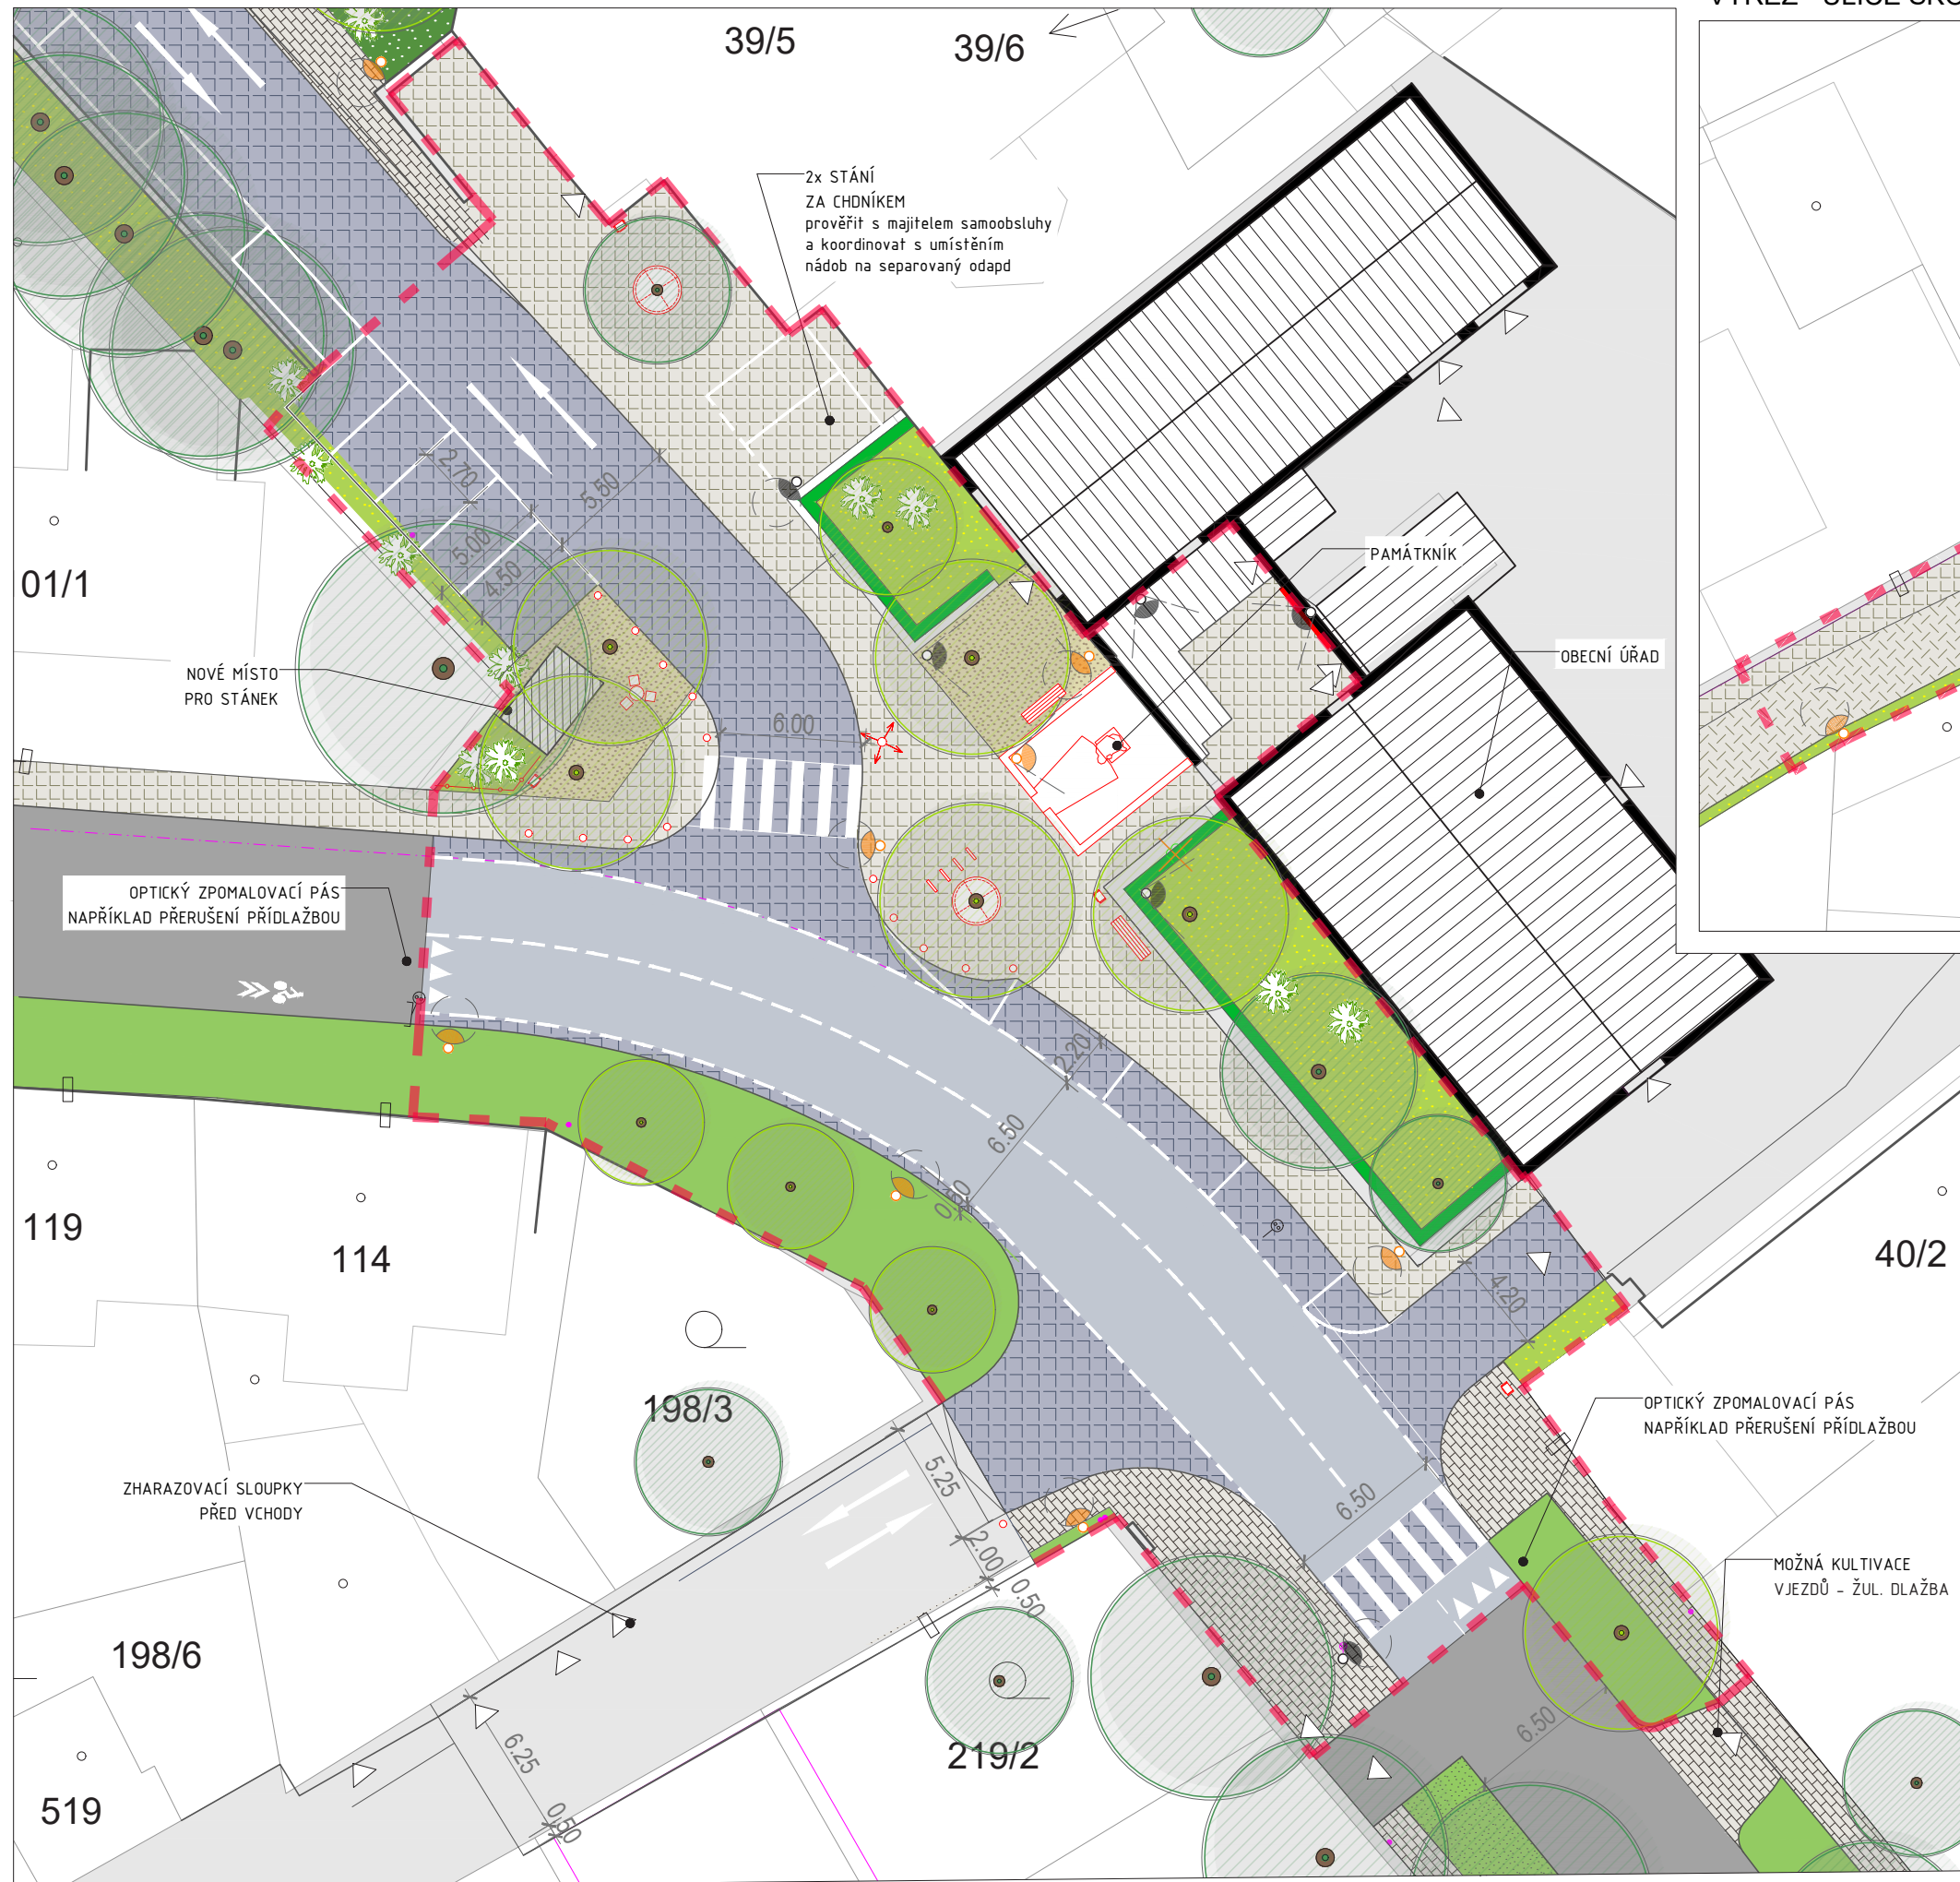 39/5
39/6
2x STÁNÍ
ZA CHDNÍKEM
prověřit s majitelem samoobsluhy
a koordinovat s umístěním
nádob na separovaný odapd
2.70
5.50
5.00
4.50
01/1
PAMÁTKNÍK
OBECNÍ ÚŘAD
NOVÉ MÍSTO
PRO STÁNEK
6.00
OPTICKÝ ZPOMALOVACÍ PÁS
NAPŘÍKLAD PŘERUŠENÍ PŘÍDLAŽBOU
2.20
6.50
119
114
40/2
4.20
198/3
OPTICKÝ ZPOMALOVACÍ PÁS
NAPŘÍKLAD PŘERUŠENÍ PŘÍDLAŽBOU
ZHARAZOVACÍ SLOUPKY
PŘED VCHODY
5.25
6.50
2.00
0.50
MOŽNÁ KULTIVACE
VJEZDŮ - ŽUL. DLAŽBA
198/6
6.50
6.25
219/2
519
0.50